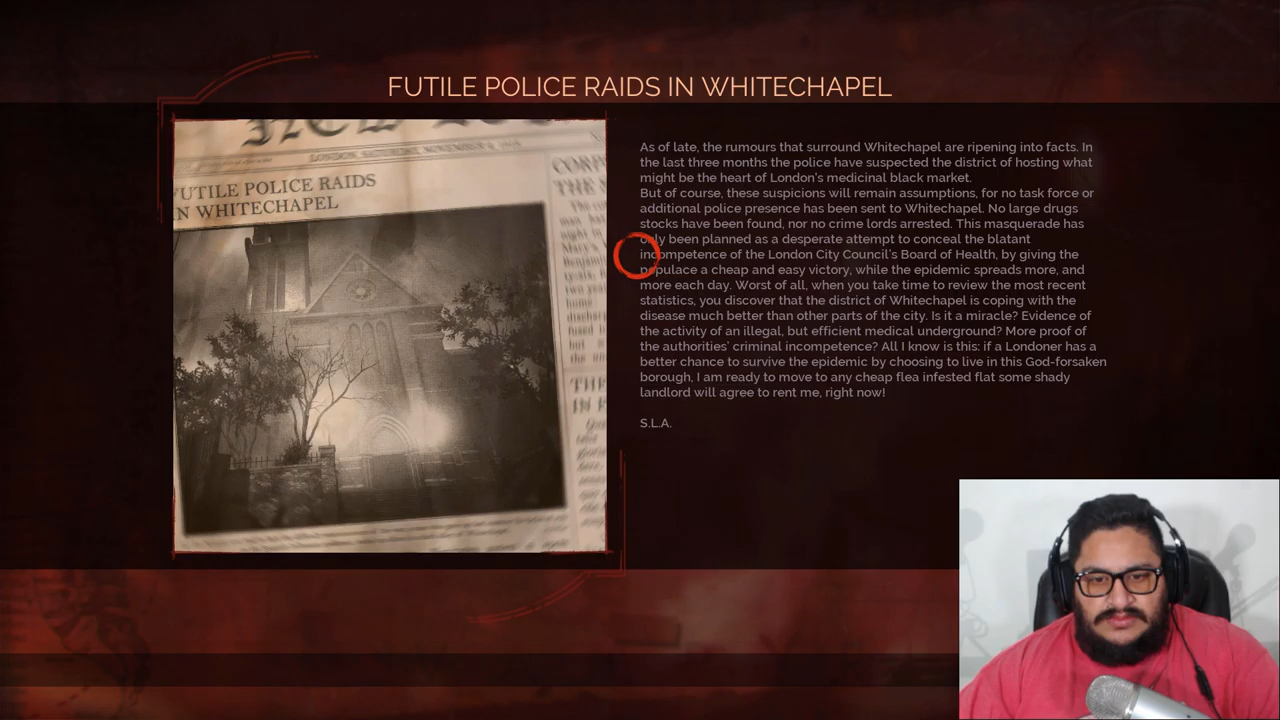 FUTILE POLICE RAIDS IN WHITECHAPEL
FUTILE POLICE RAIDS
IN WHITECHAPEL
As of late, the rumours that surround Whitechapel are ripening into facts. In
the last three months the police have suspected the district of hosting what
might be the heart of London's medicinal black market.
But of course, these suspicions will remain assumptions, for no task force or
additional police presence has been sent to Whitechapel. No large drugs
stocks have been found, nor no crime lords arrested. This masquerade has
only been planned as a desperate attempt to conceal the blatant
incompetence of the London City Council's Board of Health, by giving the
populace a cheap and easy victory, while the epidemic spreads more, and
more each day. Worst of all, when you take time to review the most recent
statistics, you discover that the district of Whitechapel is coping with the
disease much better than other parts of the city. Is it a miracle? Evidence of
the activity of an illegal, but efficient medical underground? More proof of
the authorities' criminal incompetence? All I know is this: if a Londoner has a
better chance to survive the epidemic by choosing to live in this God-forsaken
borough, I am ready to move to any cheap flea infested flat some shady
landlord will agree to rent me, right now!
S.L.A.